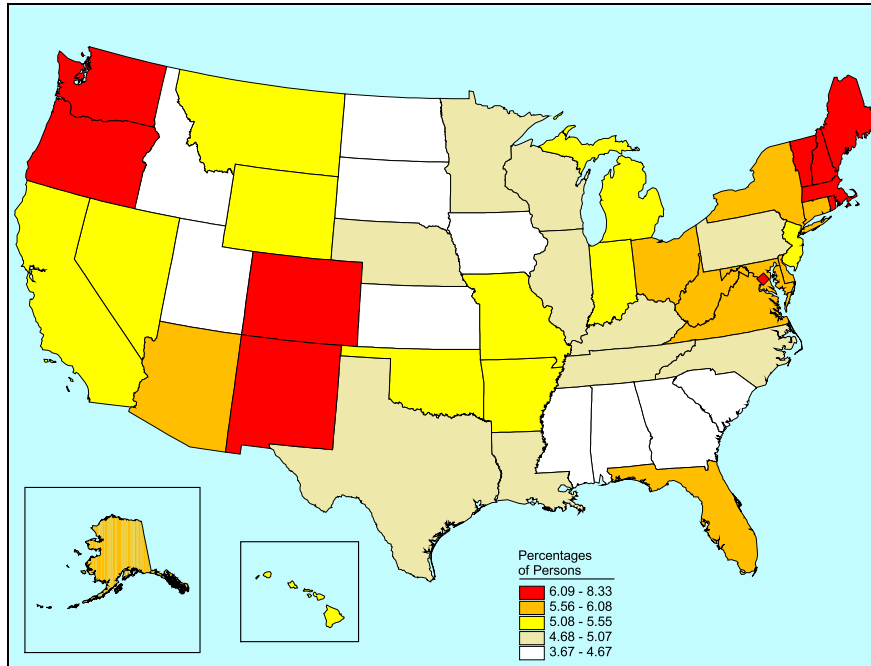 Percentages
of Persons
6.09 - 8.33
5.56 - 6.08
5.08 - 5.55
4.68 - 5.07
3.67 - 4.67